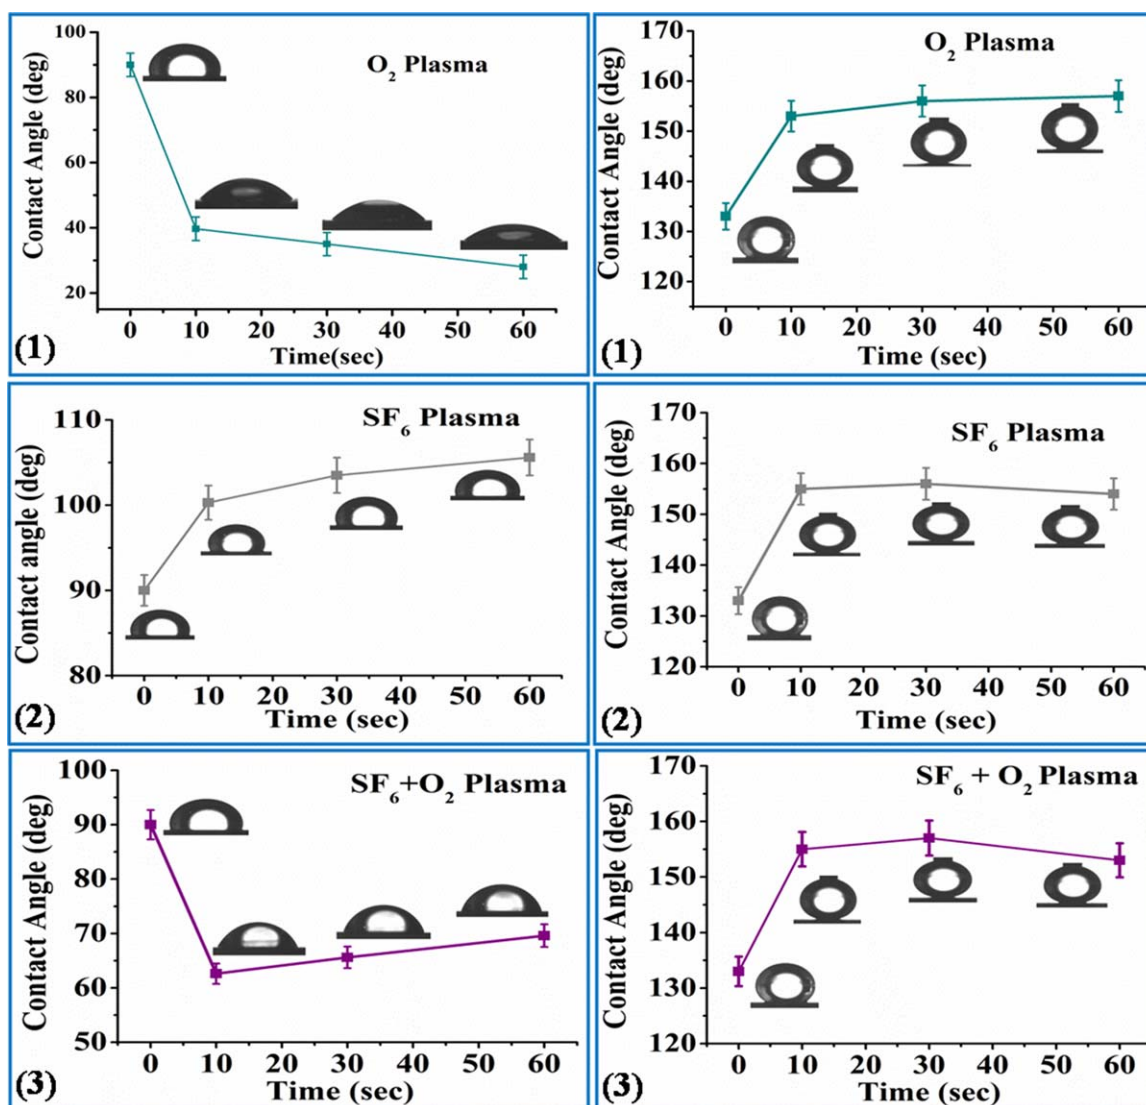 O2 Plasma
Contact Angle (deg)
100
80
60
40
20
0 10 20 30 40 50 60
Time(sec)
(1)
O2 Plasma
Contact Angle (deg)
170
160
150
140
130
120
0 10 20 30 40 50 60
Time (sec)
(1)
SF6 Plasma
Contact angle (deg)
110
100
90
80
0 10 20 30 40 50 60
Time (sec)
(2)
SF6 Plasma
Contact Angle (deg)
170
160
150
140
130
120
0 10 20 30 40 50 60
Time (sec)
(2)
SF6+O2 Plasma
Contact Angle (deg)
100
90
80
70
60
50
0 10 20 30 40 50 60
Time (sec)
(3)
SF6 + O2 Plasma
Contact Angle (deg)
170
160
150
140
130
120
0 10 20 30 40 50 60
Time (sec)
(3)